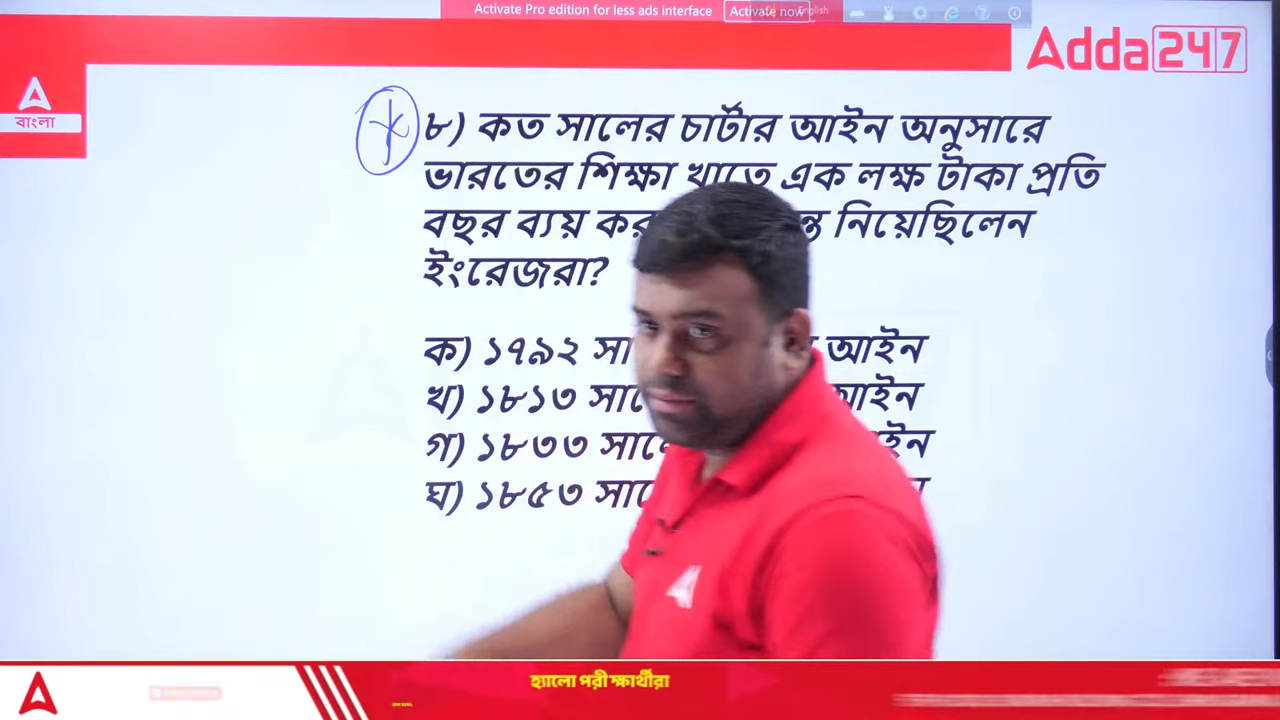 Activate Pro edition for less ads interface Activate now English
Adda247
বাংলা
৮) কত সালের চার্টার আইন অনুসারে
ভারতের শিক্ষা খাতে এক লক্ষ টাকা প্রতি
বছর ব্যয় নিয়েছিলেন
ইংরেজরা?
ক) ১৭৯২ আইন
খ) ১৮১৩ আইন
গ) ১৮৩৩
ঘ) ১৮৫৩
হ্যালো পরীক্ষার্থীরা